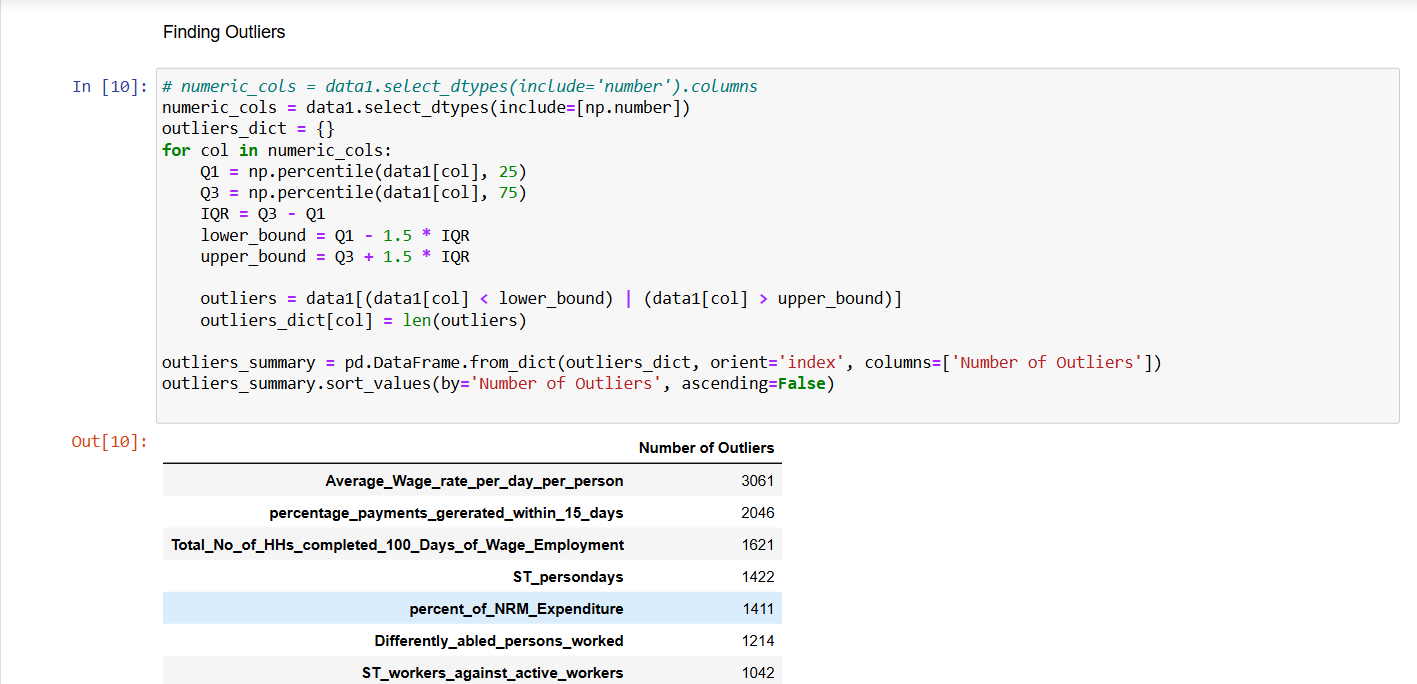 Finding Outliers
In [10]: # numeric_cols = data1.select_dtypes(include='number').columns
numeric_cols = data1.select_dtypes(include=[np.number])
outliers_dict = {}
for col in numeric_cols:
    Q1 = np.percentile(data1[col], 25)
    Q3 = np.percentile(data1[col], 75)
    IQR = Q3 - Q1
    lower_bound = Q1 - 1.5 * IQR
    upper_bound = Q3 + 1.5 * IQR
    outliers = data1[(data1[col] < lower_bound) | (data1[col] > upper_bound)]
    outliers_dict[col] = len(outliers)
outliers_summary = pd.DataFrame.from_dict(outliers_dict, orient='index', columns=['Number of Outliers'])
outliers_summary.sort_values(by='Number of Outliers', ascending=False)
Out[10]:
Number of Outliers
Average_Wage_rate_per_day_per_person 3061
percentage_payments_gererated_within_15_days 2046
Total_No_of_HHs_completed_100_Days_of_Wage_Employment 1621
ST_persondays 1422
percent_of_NRM_Expenditure 1411
Differently_abled_persons_worked 1214
ST_workers_against_active_workers 1042